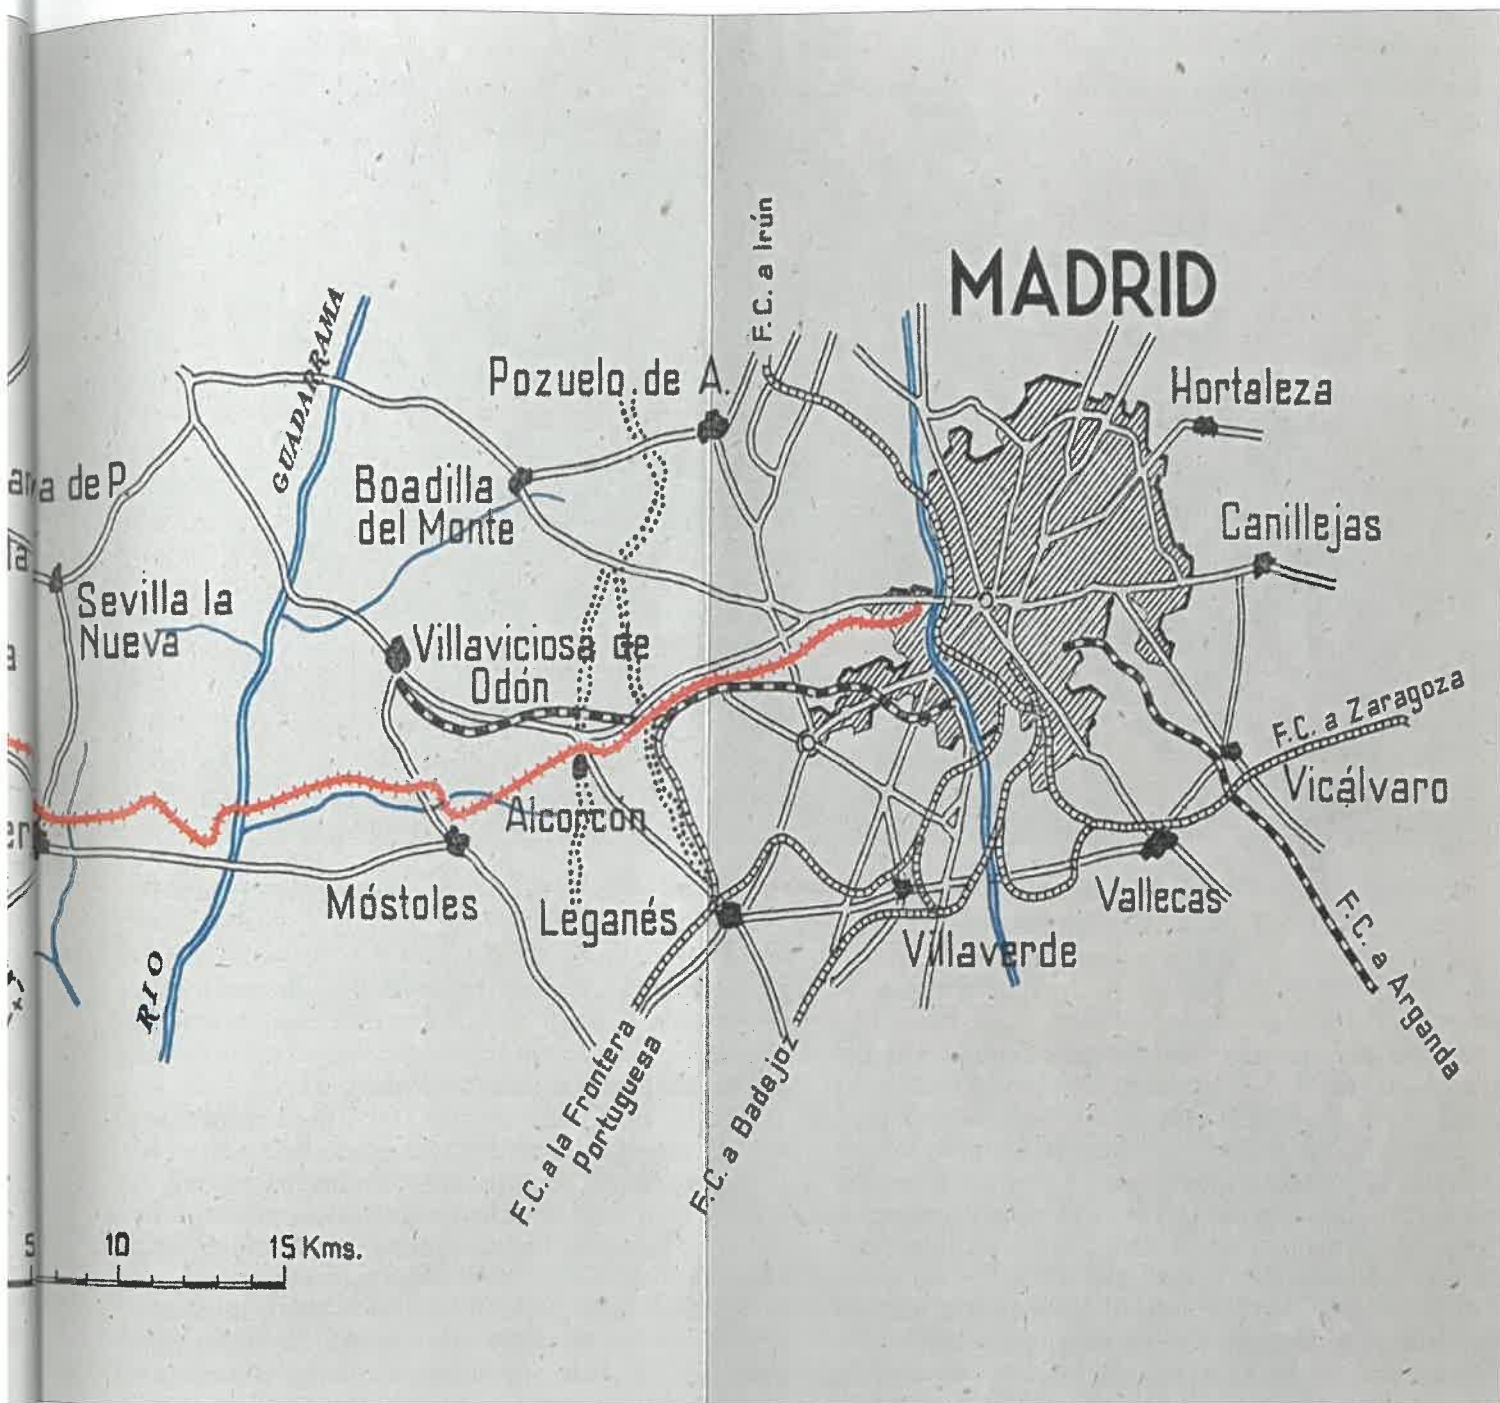 MADRID
F.C. a Irún
GUADARRAMA
Pozuelo de A.
Hortaleza
Boadilla
del Monte
a de P.
Canillejas
Sevilla la
Nueva
Villaviciosa de
Odón
F.C. a Zaragoza
Vicálvaro
Alcorcón
Móstoles
Leganés
Vallecas
Villaverde
RIO
F.C. a Arganda
F.C. a la Frontera
Portuguesa
F.C. a Badajoz
5 10 15 Kms.